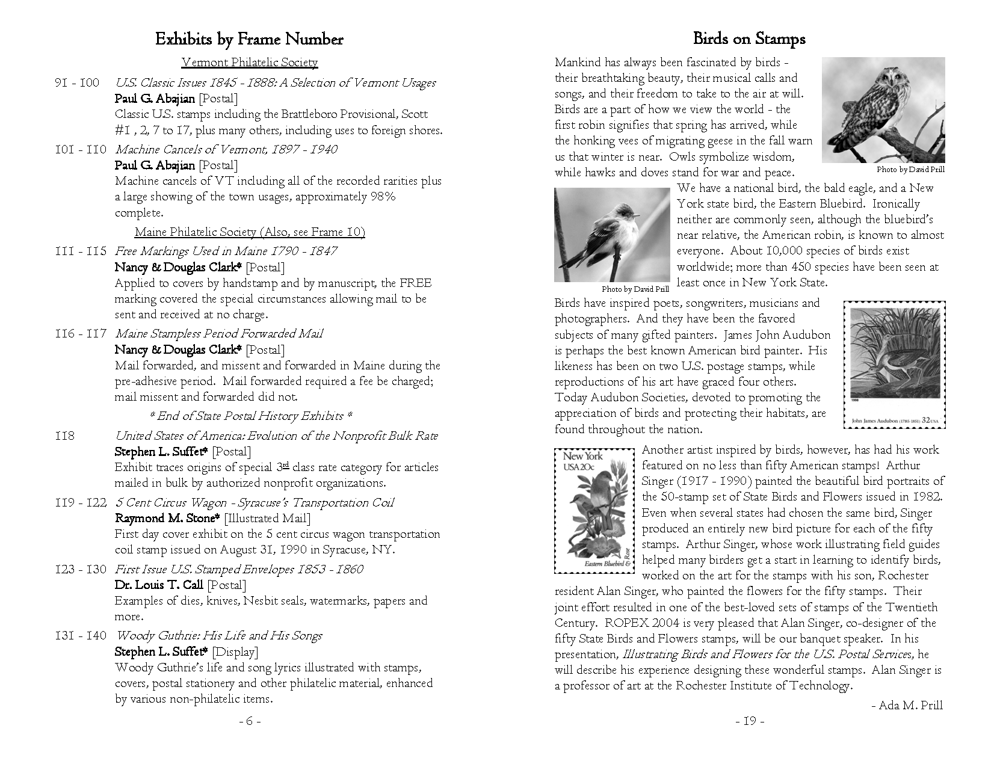 Exhibits by Frame Number
Vermont Philatelic Society
91 - 100 U.S. Classic Issues 1845 - 1888: A Selection of Vermont Usages
Paul G. Abajian [Postal]
Classic U.S. stamps including the Brattleboro Provisional, Scott
#1 , 2, 7 to 17, plus many others, including uses to foreign shores.
101 - 110 Machine Cancels of Vermont, 1897 - 1940
Paul G. Abajian [Postal]
Machine cancels of VT including all of the recorded rarities plus
a large showing of the town usages, approximately 98%
complete.
Maine Philatelic Society (Also, see Frame 10)
111 - 115 Free Markings Used in Maine 1790 - 1847
Nancy & Douglas Clark* [Postal]
Applied to covers by handstamp and by manuscript, the FREE
marking covered the special circumstances allowing mail to be
sent and received at no charge.
116 - 117 Maine Stampless Period Forwarded Mail
Nancy & Douglas Clark* [Postal]
Mail forwarded, and missent and forwarded in Maine during the
pre-adhesive period. Mail forwarded required a fee be charged;
mail missent and forwarded did not.
* End of State Postal History Exhibits *
118 United States of America: Evolution of the Nonprofit Bulk Rate
Stephen L. Suffet* [Postal]
Exhibit traces origins of special 3rd class rate category for articles
mailed in bulk by authorized nonprofit organizations.
119 - 122 5 Cent Circus Wagon - Syracuse's Transportation Coil
Raymond M. Stone* [Illustrated Mail]
First day cover exhibit on the 5 cent circus wagon transportation
coil stamp issued on August 31, 1990 in Syracuse, NY.
123 - 130 First Issue U.S. Stamped Envelopes 1853 - 1860
Dr. Louis T. Call [Postal]
Examples of dies, knives, Nesbit seals, watermarks, papers and
more.
131 - 140 Woody Guthrie: His Life and His Songs
Stephen L. Suffet* [Display]
Woody Guthrie's life and song lyrics illustrated with stamps,
covers, postal stationery and other philatelic material, enhanced
by various non-philatelic items.
- 6 -
Birds on Stamps
Mankind has always been fascinated by birds -
their breathtaking beauty, their musical calls and
songs, and their freedom to take to the air at will.
Birds are a part of how we view the world - the
first robin signifies that spring has arrived, while
the honking vees of migrating geese in the fall warn
us that winter is near. Owls symbolize wisdom,
while hawks and doves stand for war and peace.
Photo by David Prill
We have a national bird, the bald eagle, and a New
York state bird, the Eastern Bluebird. Ironically
neither are commonly seen, although the bluebird's
near relative, the American robin, is known to almost
everyone. About 10,000 species of birds exist
worldwide; more than 450 species have been seen at
least once in New York State.
Photo by David Prill
Birds have inspired poets, songwriters, musicians and
photographers. And they have been the favored
subjects of many gifted painters. James John Audubon
is perhaps the best known American bird painter. His
likeness has been on two U.S. postage stamps, while
reproductions of his art have graced four others.
Today Audubon Societies, devoted to promoting the
appreciation of birds and protecting their habitats, are
found throughout the nation.
1998
John James Audubon (1785-1851) 32USA
New York
USA 20c
Eastern Bluebird &
Rose
Another artist inspired by birds, however, has had his work
featured on no less than fifty American stamps! Arthur
Singer (1917 - 1990) painted the beautiful bird portraits of
the 50-stamp set of State Birds and Flowers issued in 1982.
Even when several states had chosen the same bird, Singer
produced an entirely new bird picture for each of the fifty
stamps. Arthur Singer, whose work illustrating field guides
helped many birders get a start in learning to identify birds,
worked on the art for the stamps with his son, Rochester
resident Alan Singer, who painted the flowers for the fifty stamps. Their
joint effort resulted in one of the best-loved sets of stamps of the Twentieth
Century. ROPEX 2004 is very pleased that Alan Singer, co-designer of the
fifty State Birds and Flowers stamps, will be our banquet speaker. In his
presentation, Illustrating Birds and Flowers for the U.S. Postal Services, he
will describe his experience designing these wonderful stamps. Alan Singer is
a professor of art at the Rochester Institute of Technology.
- Ada M. Prill
- 19 -